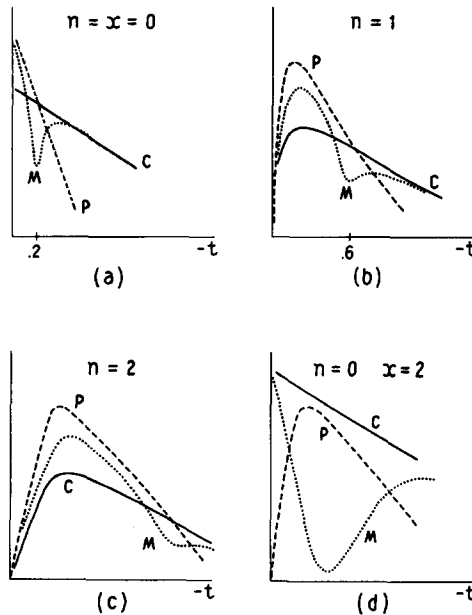 n = x = 0
P
C
M
.2
-t
(a)
n = 1
P
M
C
.6
-t
(b)
n = 2
P
C
M
-t
(c)
n = 0 x = 2
C
P
M
-t
(d)